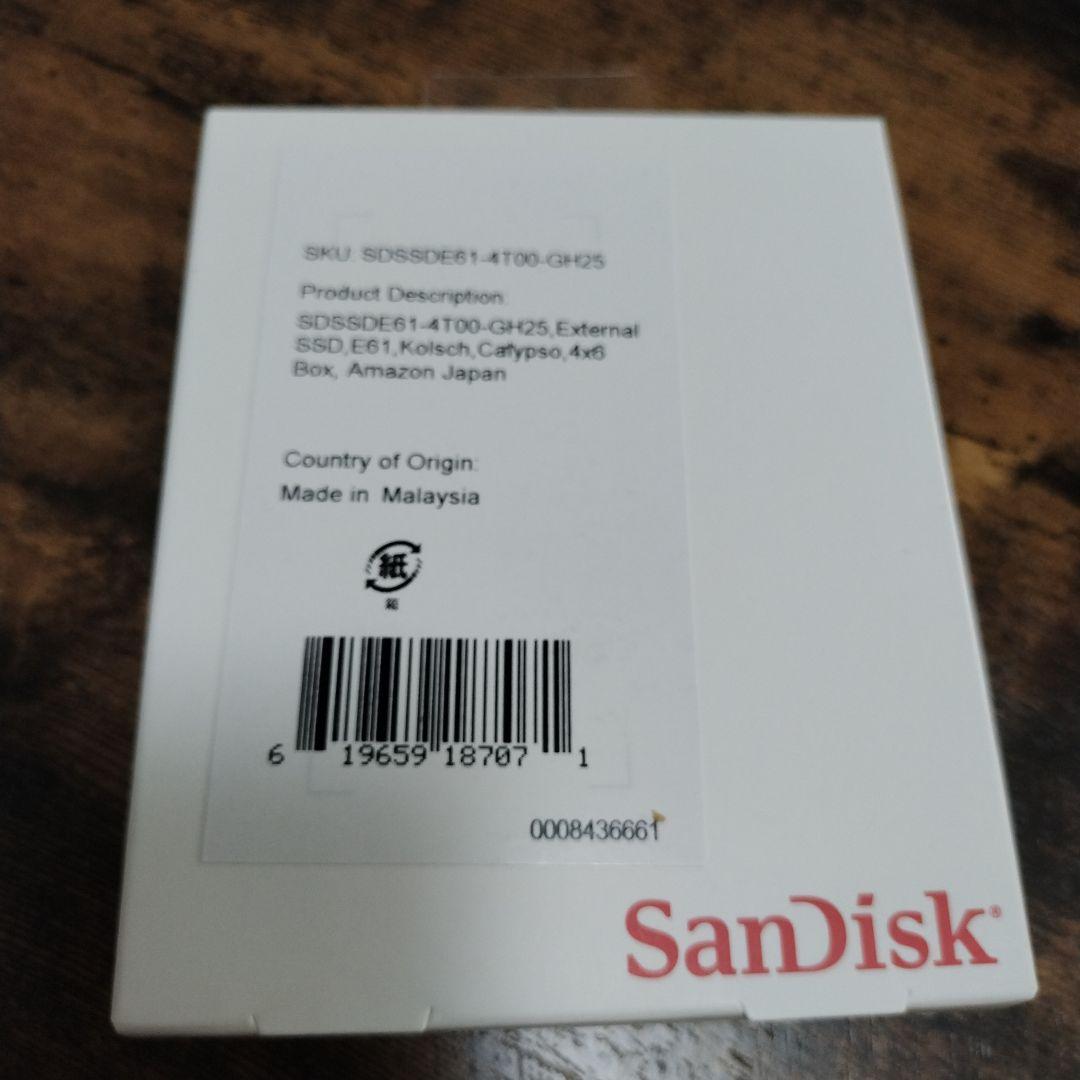 SKU: SDSSDE61-4T00-GH25
Product Description:
SDSSDE61-4T00-GH25,External
SSD,E61,Kolsch,Calypso,4x6
Box, Amazon Japan
Country of Origin:
Made in Malaysia
紙
箱
6 19659 18707 1
0008436661
SanDisk®